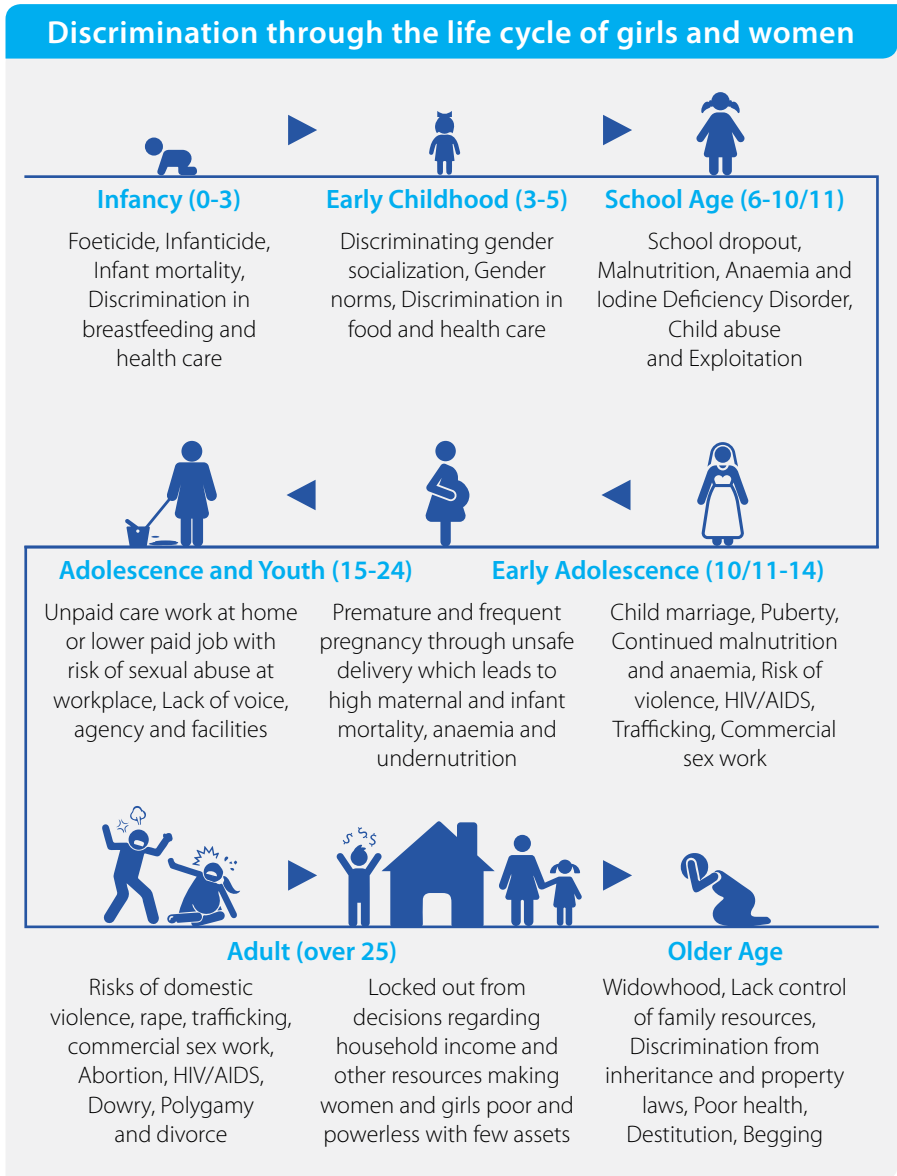 Discrimination through the life cycle of girls and women
Infancy (0-3)
Foeticide, Infanticide,
Infant mortality,
Discrimination in
breastfeeding and
health care
Early Childhood (3-5)
Discriminating gender
socialization, Gender
norms, Discrimination in
food and health care
School Age (6-10/11)
School dropout,
Malnutrition, Anaemia and
Iodine Deficiency Disorder,
Child abuse
and Exploitation
Adolescence and Youth (15-24)
Unpaid care work at home
or lower paid job with
risk of sexual abuse at
workplace, Lack of voice,
agency and facilities
Premature and frequent
pregnancy through unsafe
delivery which leads to
high maternal and infant
mortality, anaemia and
undernutrition
Early Adolescence (10/11-14)
Child marriage, Puberty,
Continued malnutrition
and anaemia, Risk of
violence, HIV/AIDS,
Trafficking, Commercial
sex work
$ $ $
Adult (over 25)
Risks of domestic
violence, rape, trafficking,
commercial sex work,
Abortion, HIV/AIDS,
Dowry, Polygamy
and divorce
Locked out from
decisions regarding
household income and
other resources making
women and girls poor and
powerless with few assets
Older Age
Widowhood, Lack control
of family resources,
Discrimination from
inheritance and property
laws, Poor health,
Destitution, Begging